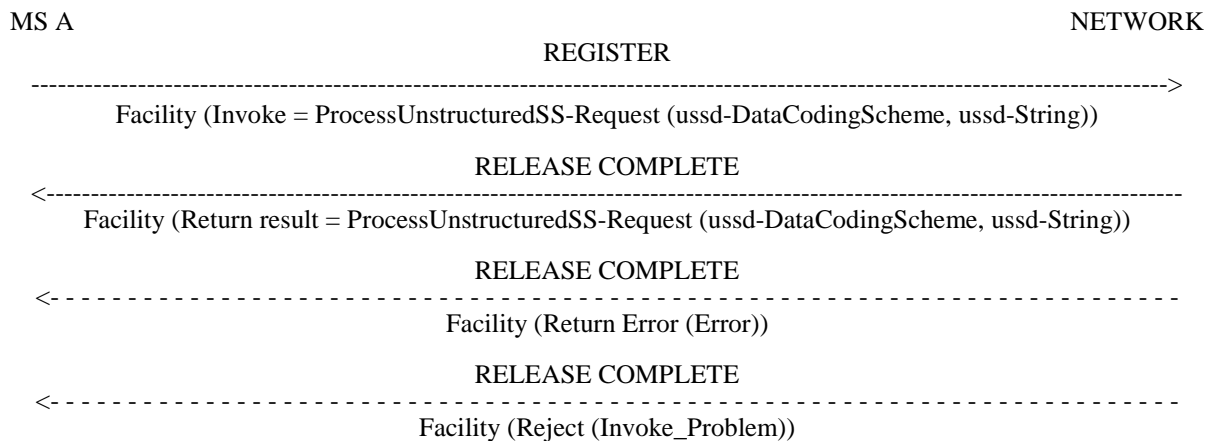 MS A NETWORK
REGISTER
Facility (Invoke = ProcessUnstructuredSS-Request (ussd-DataCodingScheme, ussd-String))
RELEASE COMPLETE
Facility (Return result = ProcessUnstructuredSS-Request (ussd-DataCodingScheme, ussd-String))
RELEASE COMPLETE
Facility (Return Error (Error))
RELEASE COMPLETE
Facility (Reject (Invoke_Problem))